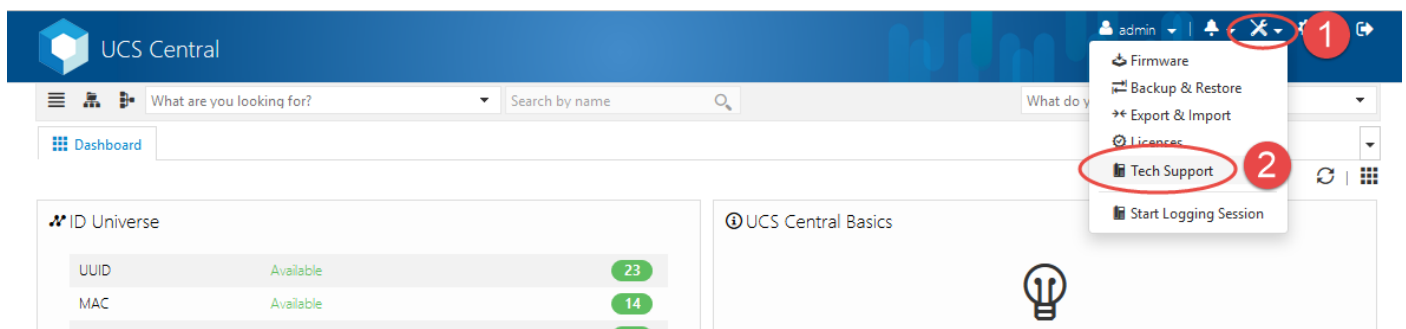 UCS Central
admin
1
Firmware
Backup & Restore
Export & Import
Licenses
Tech Support
2
Start Logging Session
What are you looking for?
Search by name
What do y
Dashboard
ID Universe
UUID Available 23
MAC Available 14
UCS Central Basics